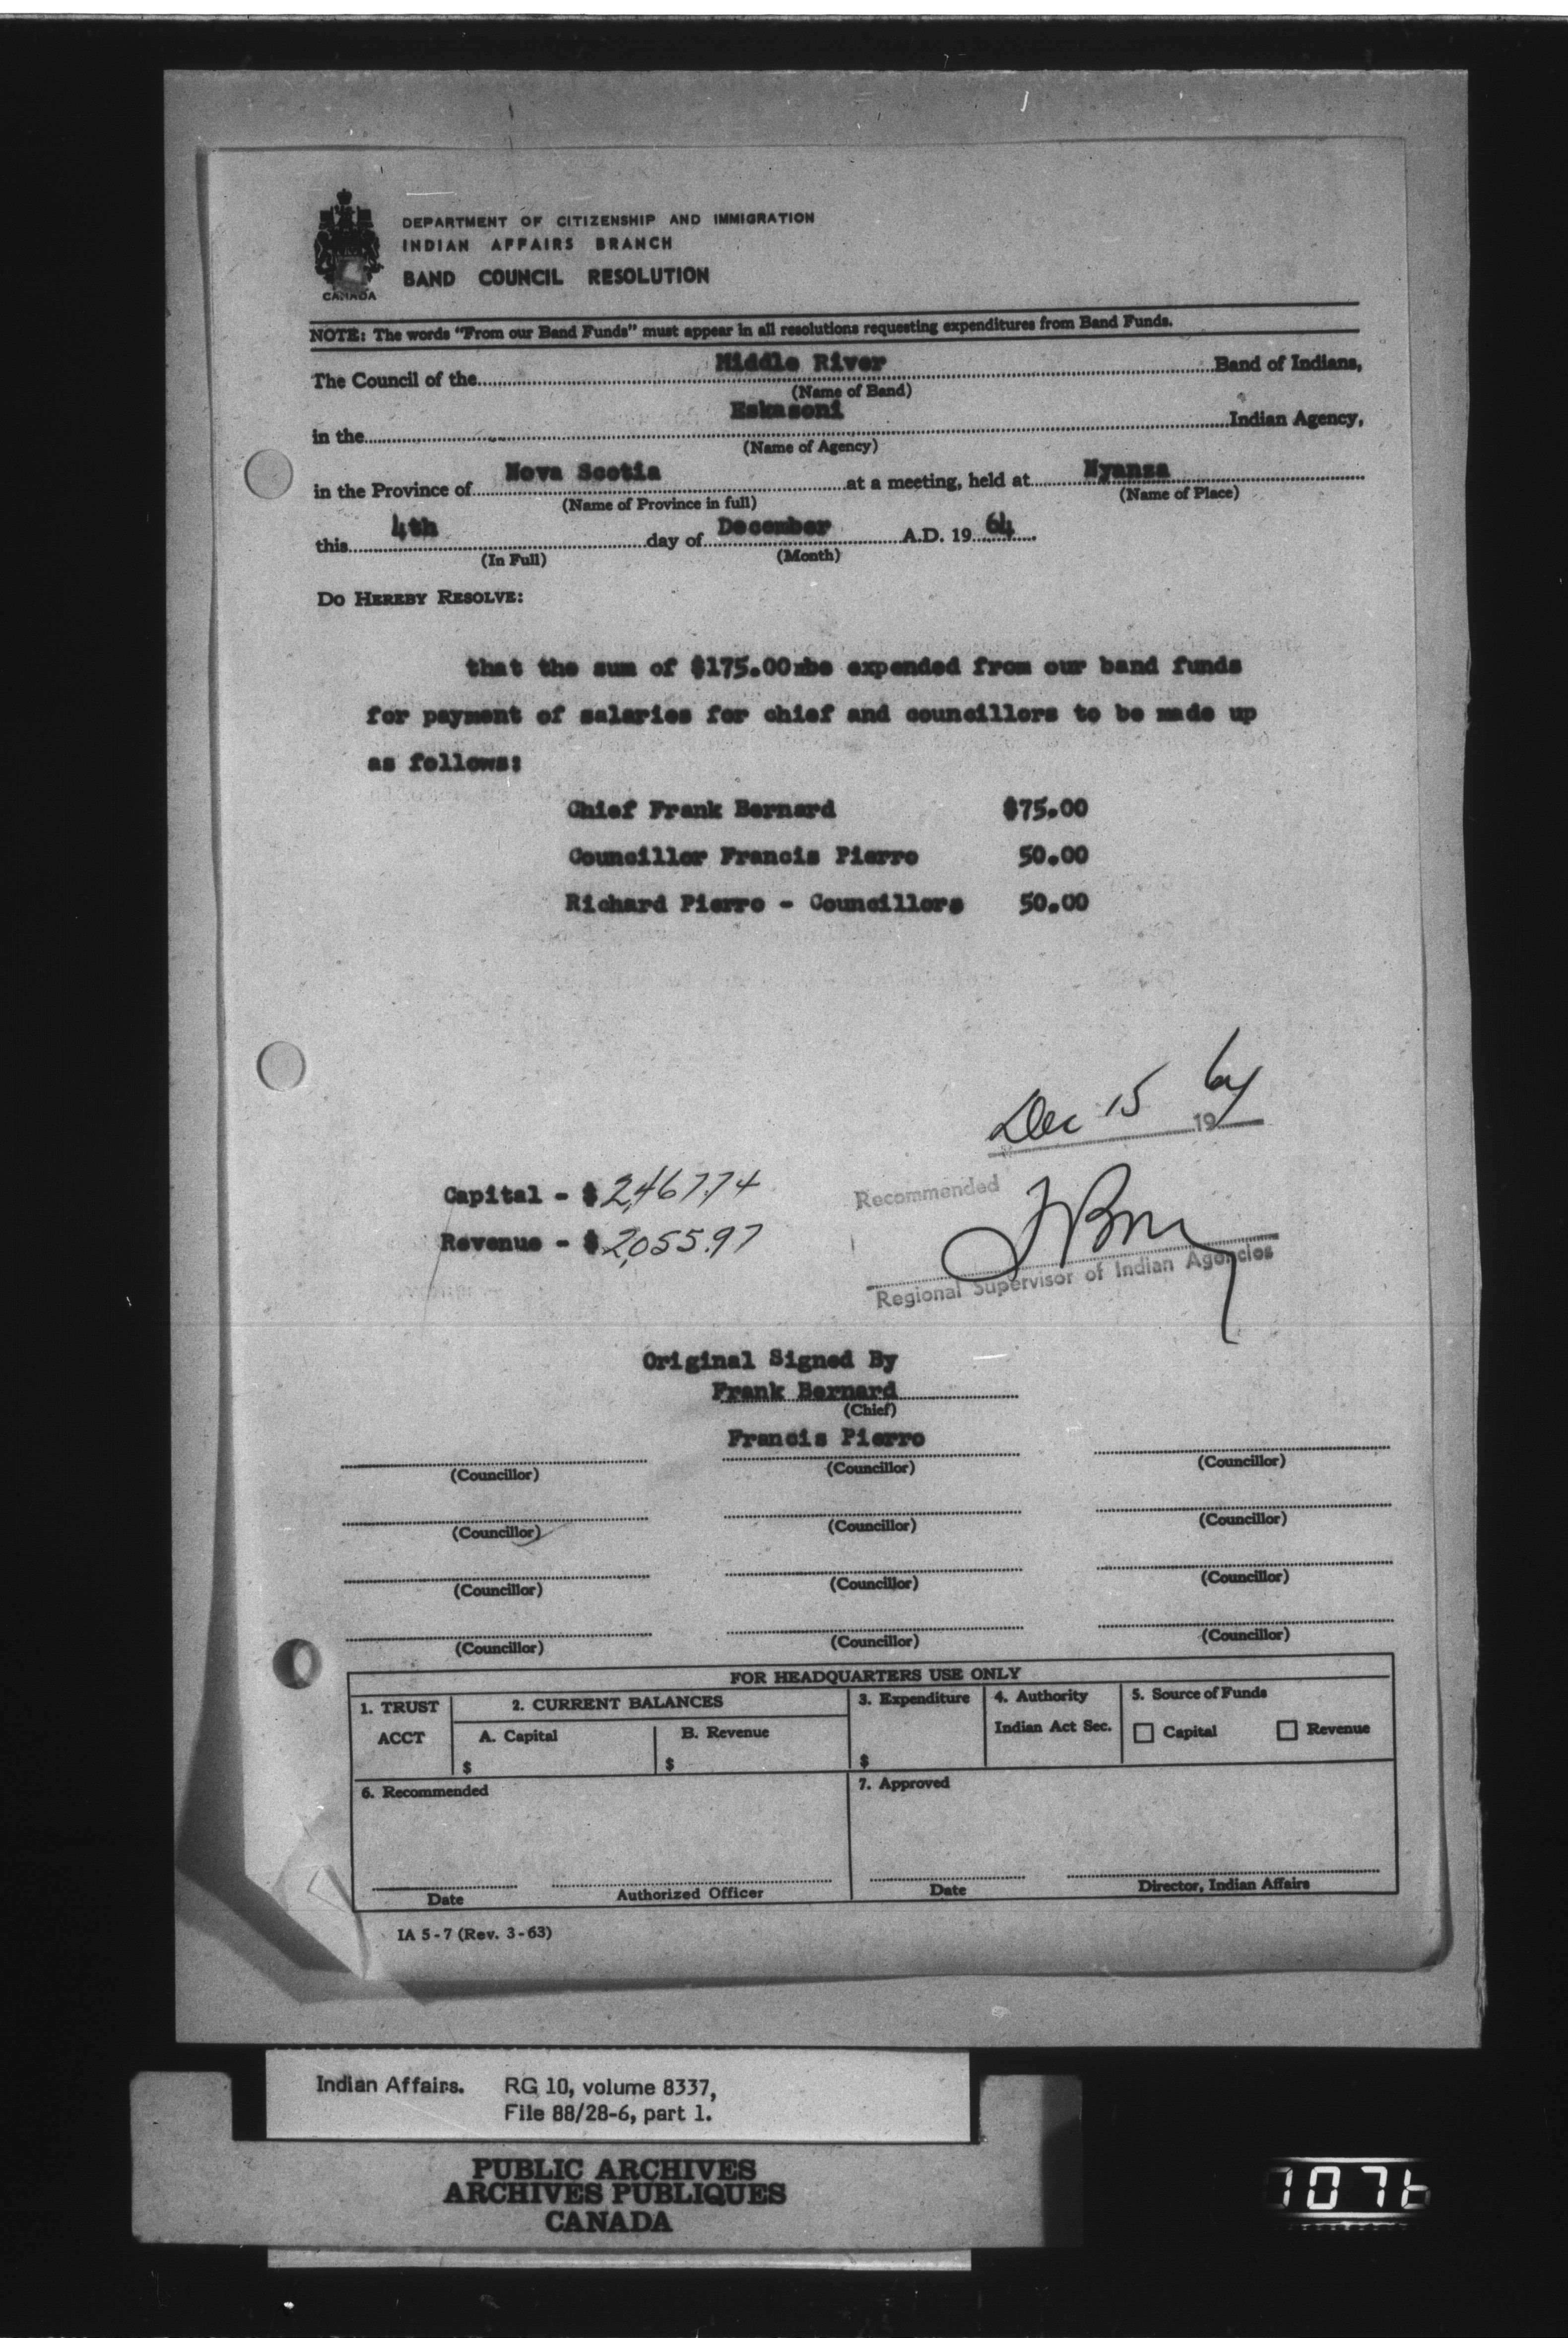 CANADA
DEPARTMENT OF CITIZENSHIP AND IMMIGRATION
INDIAN AFFAIRS BRANCH
BAND COUNCIL RESOLUTION
NOTE: The words "From our Band Funds" must appear in all resolutions requesting expenditures from Band Funds.
The Council of the Middle River Band of Indians,
(Name of Band)
in the Eskasoni Indian Agency,
(Name of Agency)
in the Province of Nova Scotia at a meeting, held at Nyanza
(Name of Province in full) (Name of Place)
this 4th day of December A.D. 19 64.
(In Full) (Month)
DO HEREBY RESOLVE:
that the sum of $175.00xbe expended from our band funds
for payment of salaries for chief and councillors to be made up
as follows:
Chief Frank Bernard $75.00
Councillor Francis Pierro 50.00
Richard Pierro - Councillors 50.00
Dec 15 1964
Capital - $ 2,467.74
Recommended
Revenue - $ 2,055.97
Regional Supervisor of Indian Agencies
Original Signed By
Frank Bernard
(Chief)
Francis Pierro
(Councillor) (Councillor) (Councillor)
(Councillor) (Councillor) (Councillor)
(Councillor) (Councillor) (Councillor)
(Councillor) (Councillor) (Councillor)
FOR HEADQUARTERS USE ONLY
1. TRUST ACCT
2. CURRENT BALANCES
A. Capital $
B. Revenue $
3. Expenditure $
4. Authority Indian Act Sec.
5. Source of Funds
Capital Revenue
6. Recommended
Date Authorized Officer
7. Approved
Date Director, Indian Affairs
IA 5-7 (Rev. 3-63)
Indian Affairs. RG 10, volume 8337,
File 88/28-6, part 1.
PUBLIC ARCHIVES
ARCHIVES PUBLIQUES
CANADA